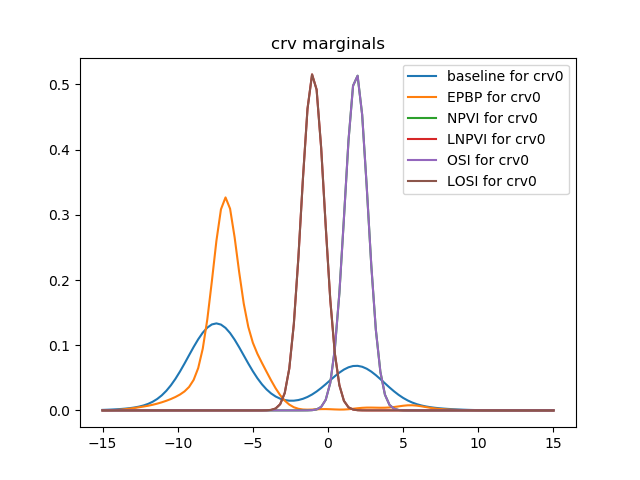 crv marginals
0.5
0.4
0.3
0.2
0.1
0.0
−15
−10
−5
0
5
10
15
baseline for crv0
EPBP for crv0
NPVI for crv0
LNPVI for crv0
OSI for crv0
LOSI for crv0